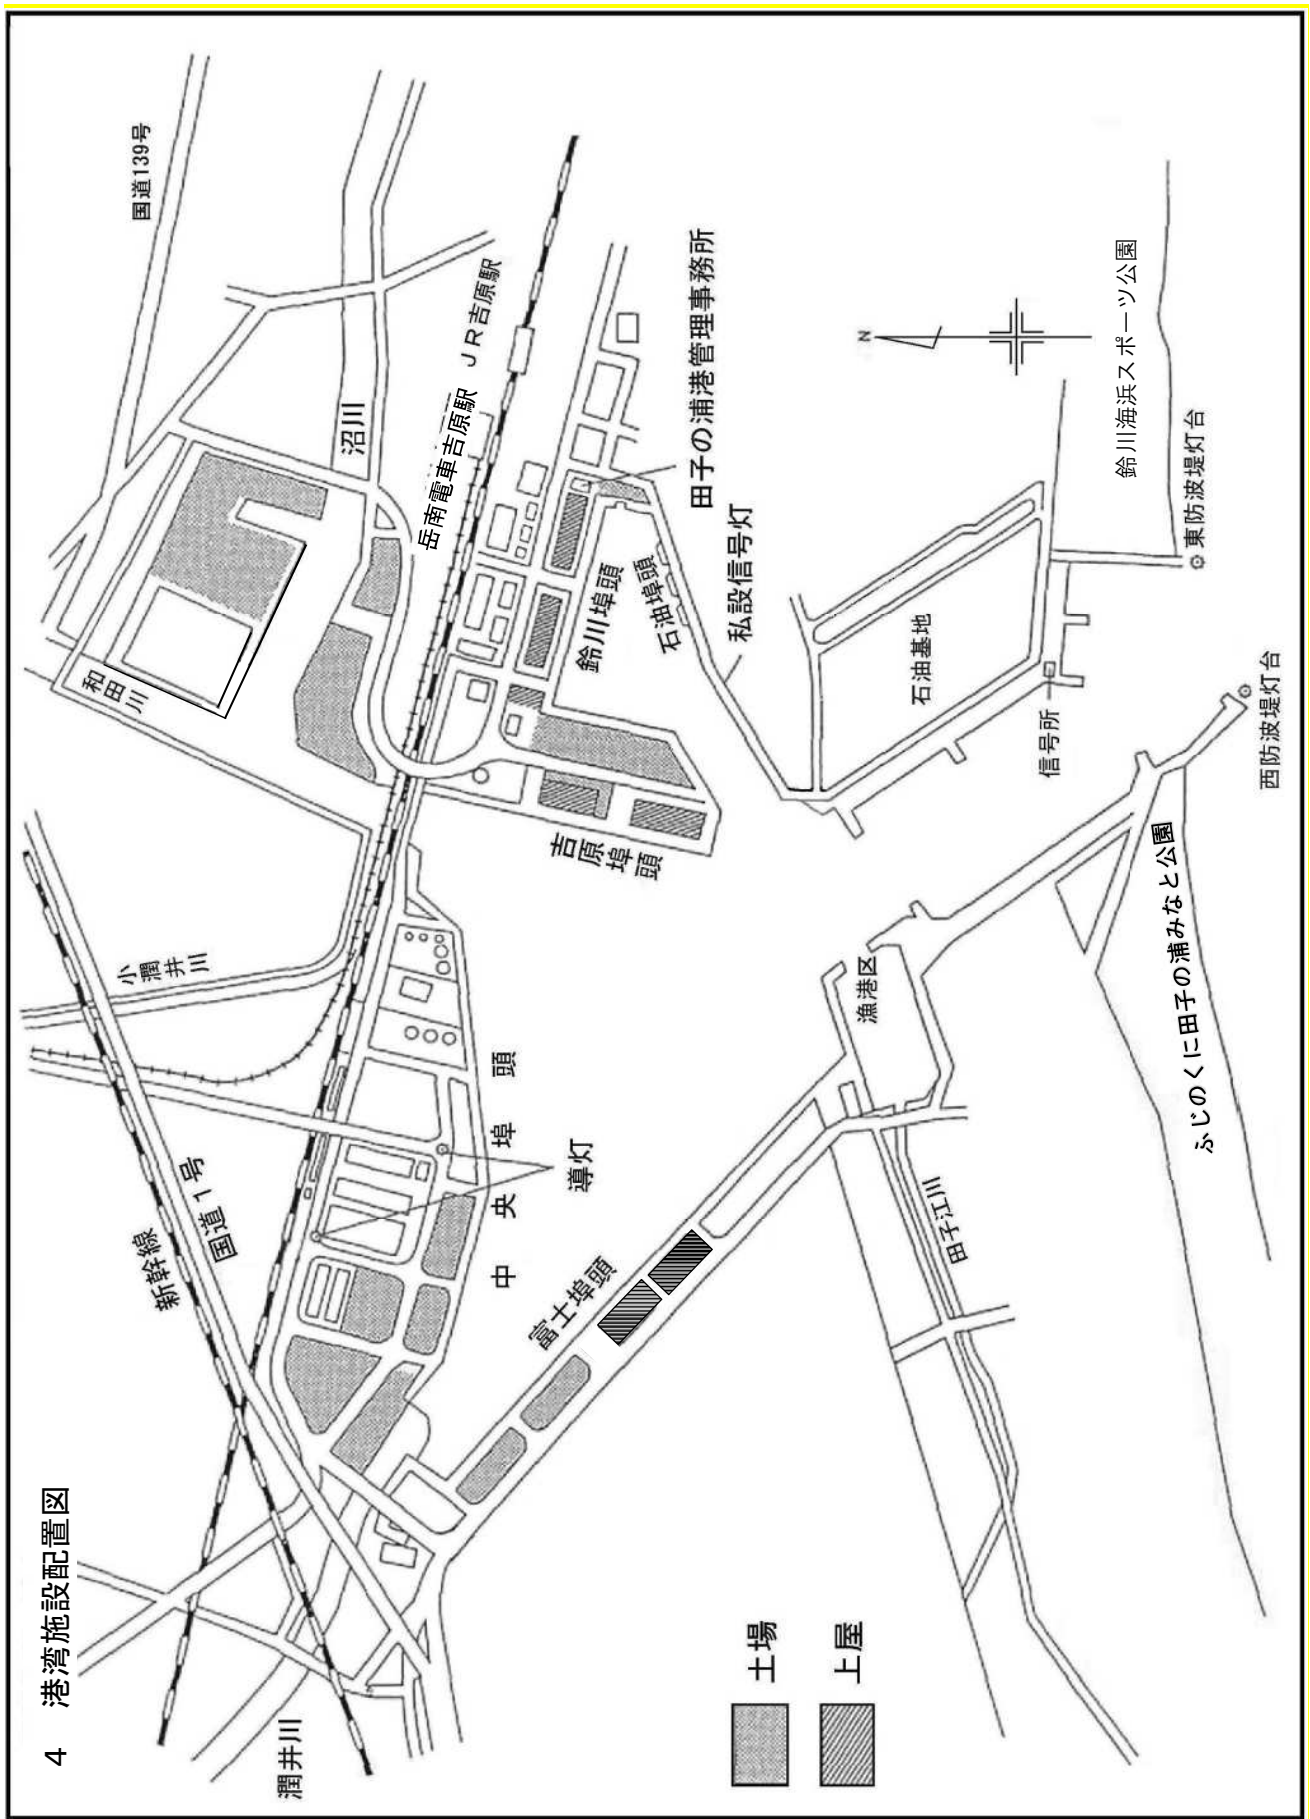 4 港湾施設配置図
国道139号
沼川
和田川
小潤井川
新幹線
国道1号
潤井川
岳南電車吉原駅
JR吉原駅
田子の浦港管理事務所
鈴川埠頭
石油埠頭
私設信号灯
吉原埠頭
中央埠頭
導灯
富士埠頭
石油基地
信号所
漁港区
田子江川
N
鈴川海浜スポーツ公園
東防波堤灯台
西防波堤灯台
ふじのくに田子の浦みなと公園
土場
上屋